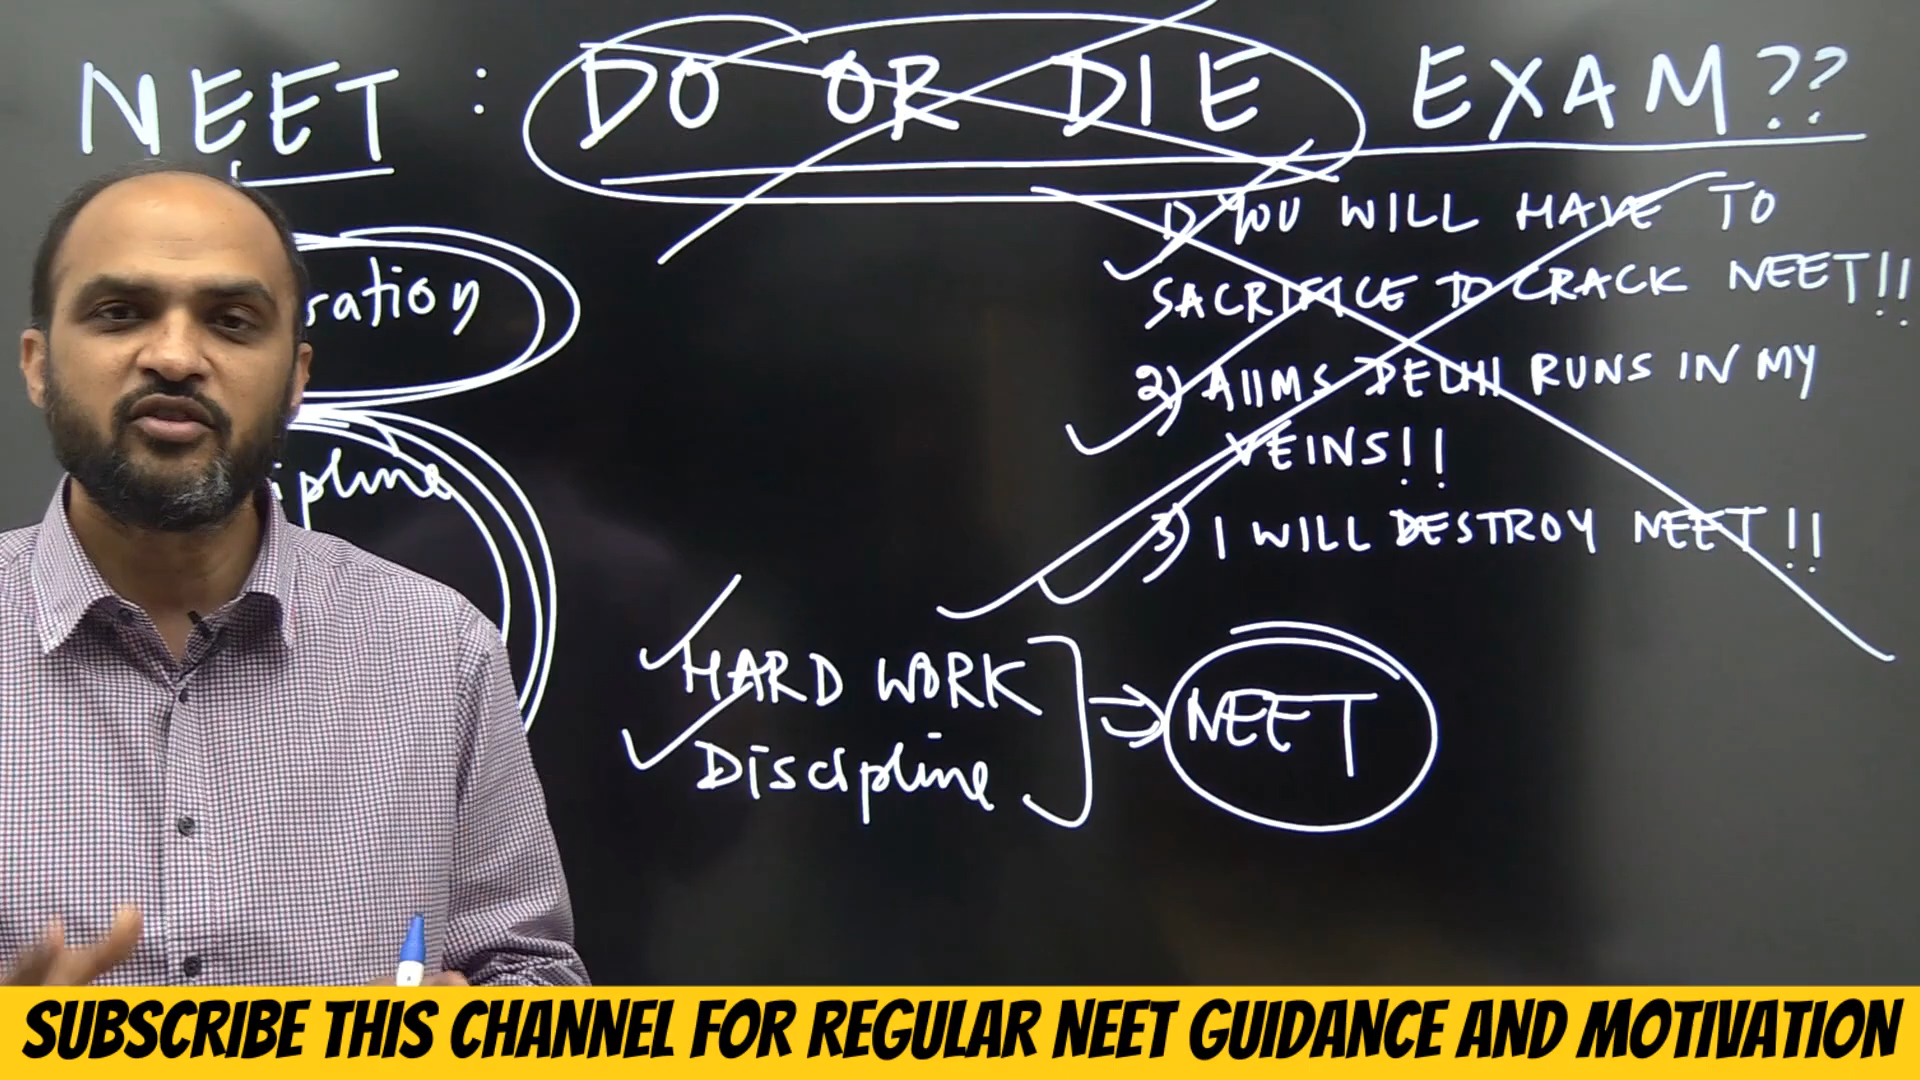 NEET : DO OR DIE EXAM??
ration
ipline
1) YOU WILL HAVE TO
SACRIFICE TO CRACK NEET!!
2) AIIMS DELHI RUNS IN MY
VEINS!!
3) I WILL DESTROY NEET!!
HARD WORK
Discipline
⇒ NEET
SUBSCRIBE THIS CHANNEL FOR REGULAR NEET GUIDANCE AND MOTIVATION